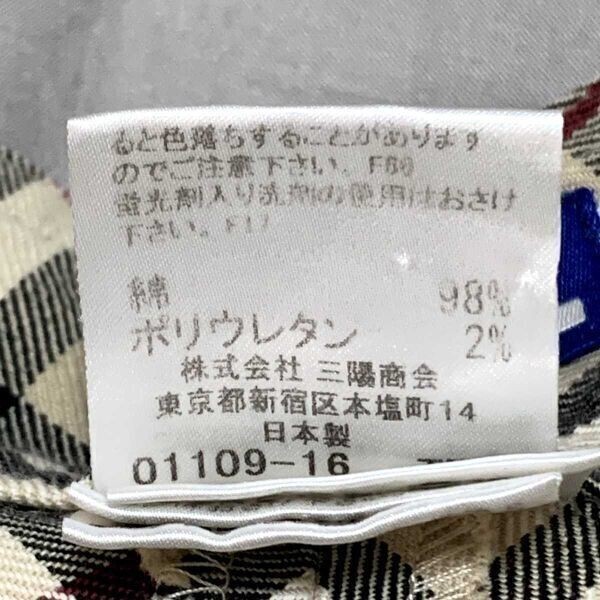 と色落ちすることがあります
のでご注意下さい。F60
蛍光剤入り洗剤の使用はおさけ
下さい。F17
綿 98%
ポリウレタン 2%
株式会社 三陽商会
東京都新宿区本塩町14
日本製
01109-16